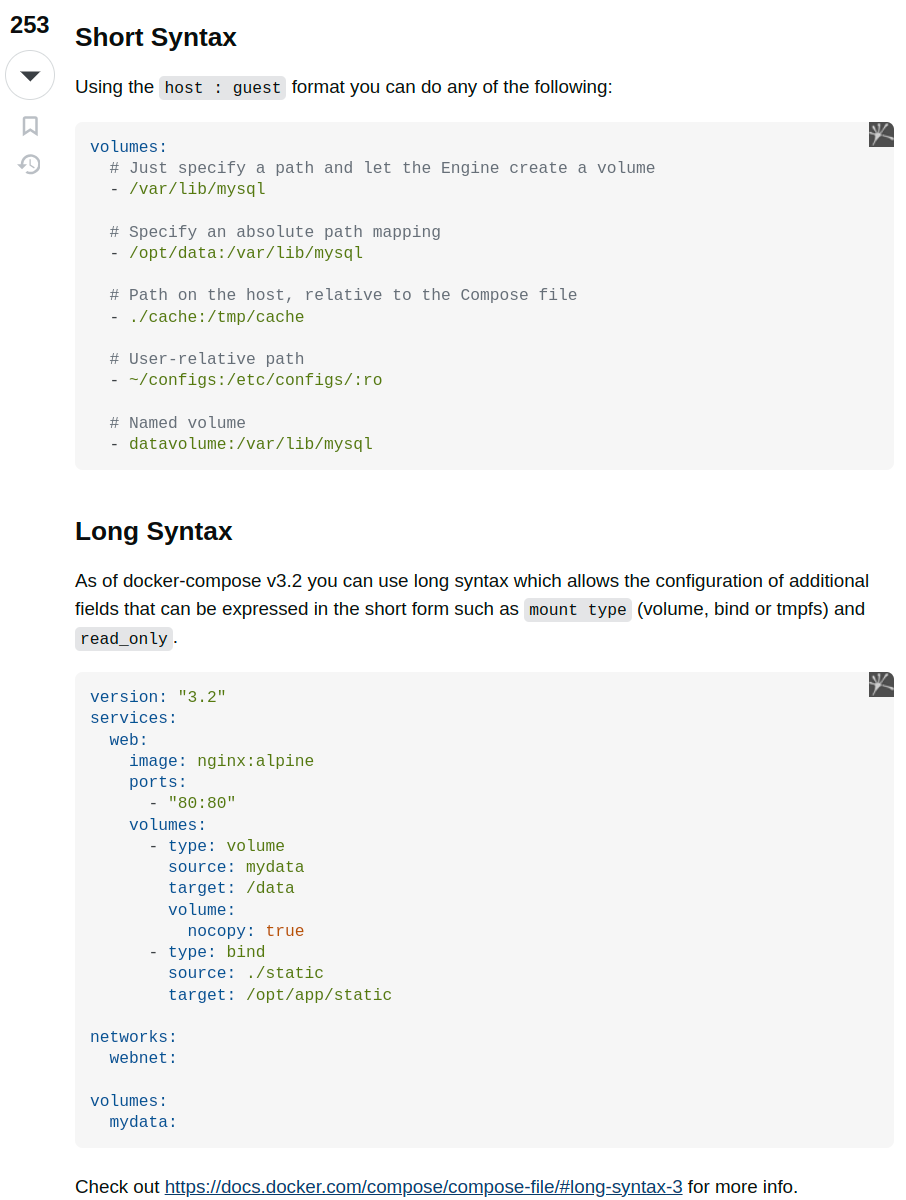 253
Short Syntax
Using the host : guest format you can do any of the following:
volumes:
  # Just specify a path and let the Engine create a volume
  - /var/lib/mysql

  # Specify an absolute path mapping
  - /opt/data:/var/lib/mysql

  # Path on the host, relative to the Compose file
  - ./cache:/tmp/cache

  # User-relative path
  - ~/configs:/etc/configs/:ro

  # Named volume
  - datavolume:/var/lib/mysql
Long Syntax
As of docker-compose v3.2 you can use long syntax which allows the configuration of additional
fields that can be expressed in the short form such as mount type (volume, bind or tmpfs) and
read_only.
version: "3.2"
services:
  web:
    image: nginx:alpine
    ports:
      - "80:80"
    volumes:
      - type: volume
        source: mydata
        target: /data
        volume:
          nocopy: true
      - type: bind
        source: ./static
        target: /opt/app/static

networks:
  webnet:

volumes:
  mydata:
Check out https://docs.docker.com/compose/compose-file/#long-syntax-3 for more info.